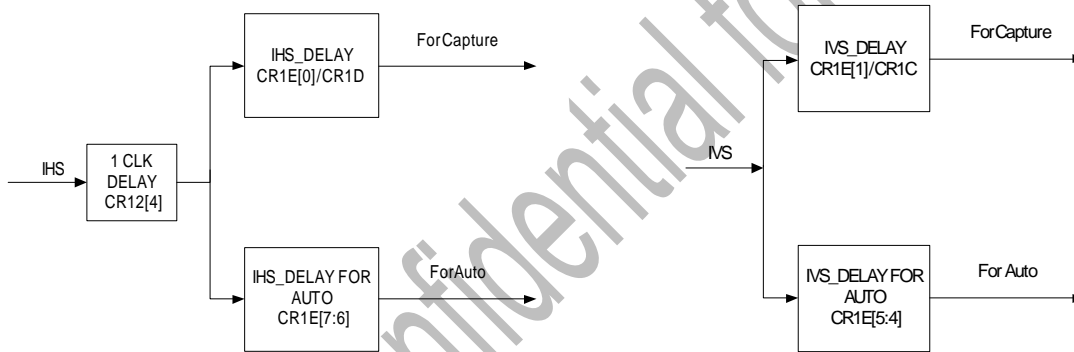 IHS_DELAY
CR1E[0]/CR1D
ForCapture
IHS
1 CLK
DELAY
CR12[4]
IHS_DELAY FOR
AUTO
CR1E[7:6]
ForAuto
IVS_DELAY
CR1E[1]/CR1C
ForCapture
IVS
IVS_DELAY FOR
AUTO
CR1E[5:4]
For Auto